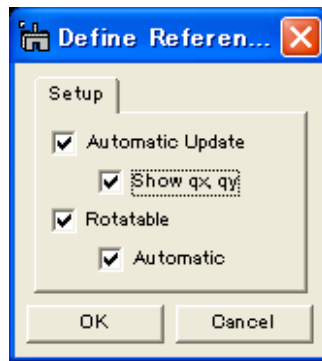 Define Referen...
Setup
Automatic Update
Show qx, qy
Rotatable
Automatic
OK
Cancel